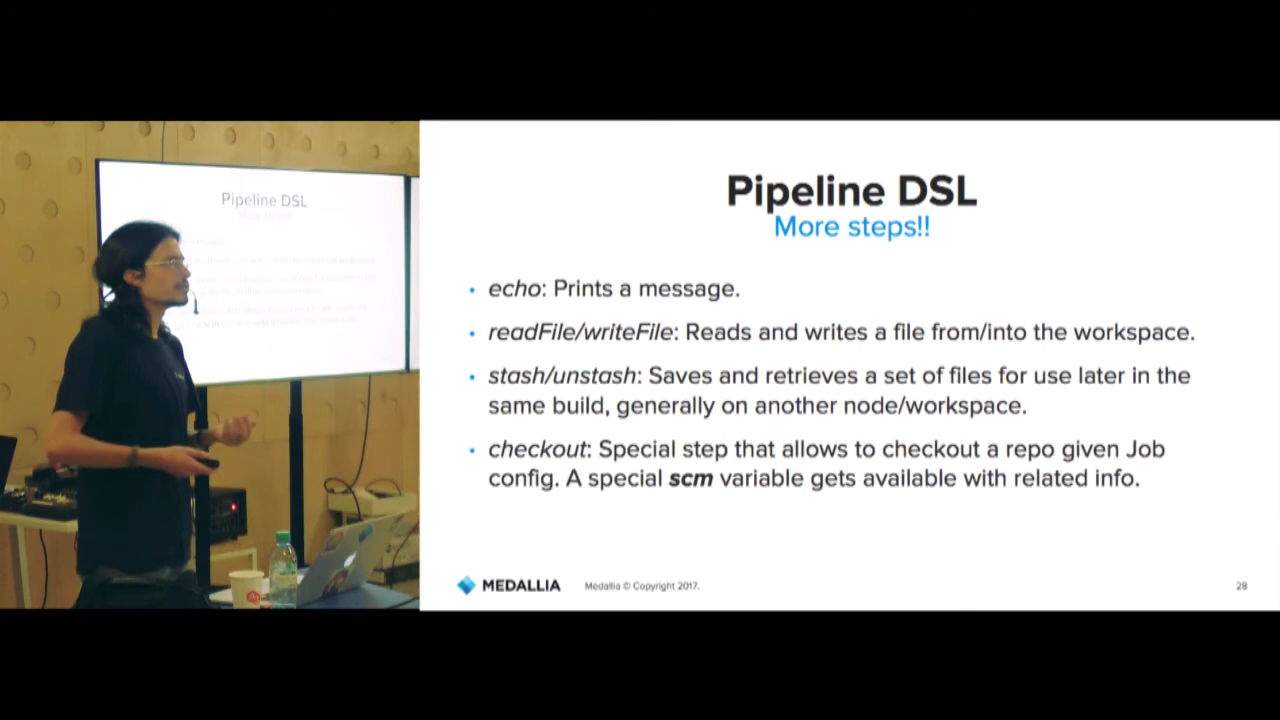 Pipeline DSL
Pipeline DSL
More steps!!
• echo: Prints a message.
• readFile/writeFile: Reads and writes a file from/into the workspace.
• stash/unstash: Saves and retrieves a set of files for use later in the
same build, generally on another node/workspace.
• checkout: Special step that allows to checkout a repo given Job
config. A special scm variable gets available with related info.
MEDALLIA
Medallia © Copyright 2017.
28